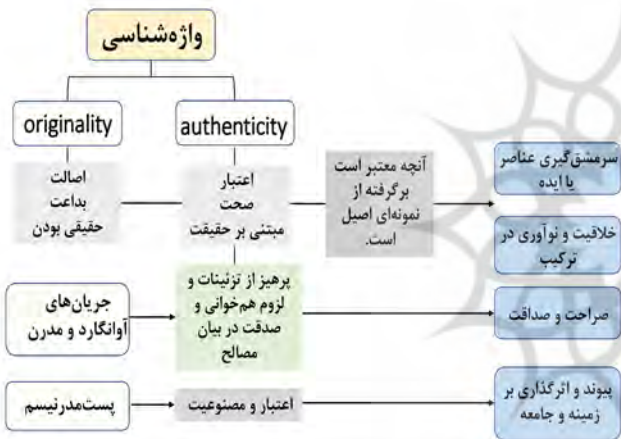 واژه‌شناسی
originality
authenticity
اصالت
بداعت
حقیقی بودن
اعتبار
صحت
مبتنی بر حقیقت
آنچه معتبر است
برگرفته از
نمونه‌ای اصیل
است.
سرمشق‌گیری عناصر
یا ایده
خلاقیت و نوآوری در
ترکیب
جریان‌های
آوانگارد و مدرن
پرهیز از تزئینات و
لزوم هم‌خوانی و
صدقت در بیان
مصالح
صراحت و صداقت
پست‌مدرنیسم
اعتبار و مصنوعیت
پیوند و اثرگذاری بر
زمینه و جامعه